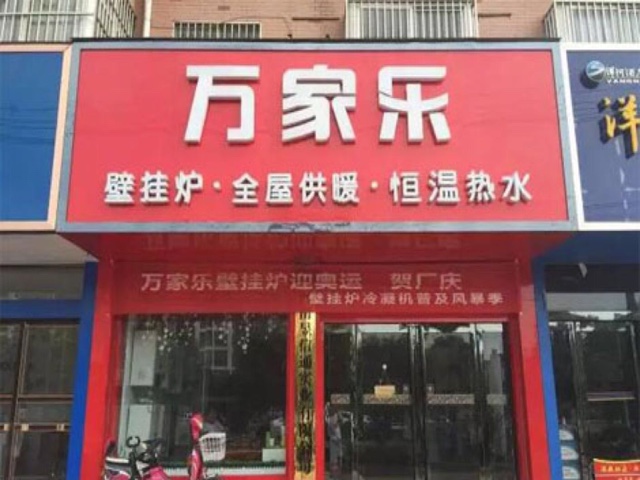 万家乐
壁挂炉·全屋供暖·恒温热水
万家乐壁挂炉迎奥运 贺厂庆
壁挂炉冷凝机普及风暴季
洋